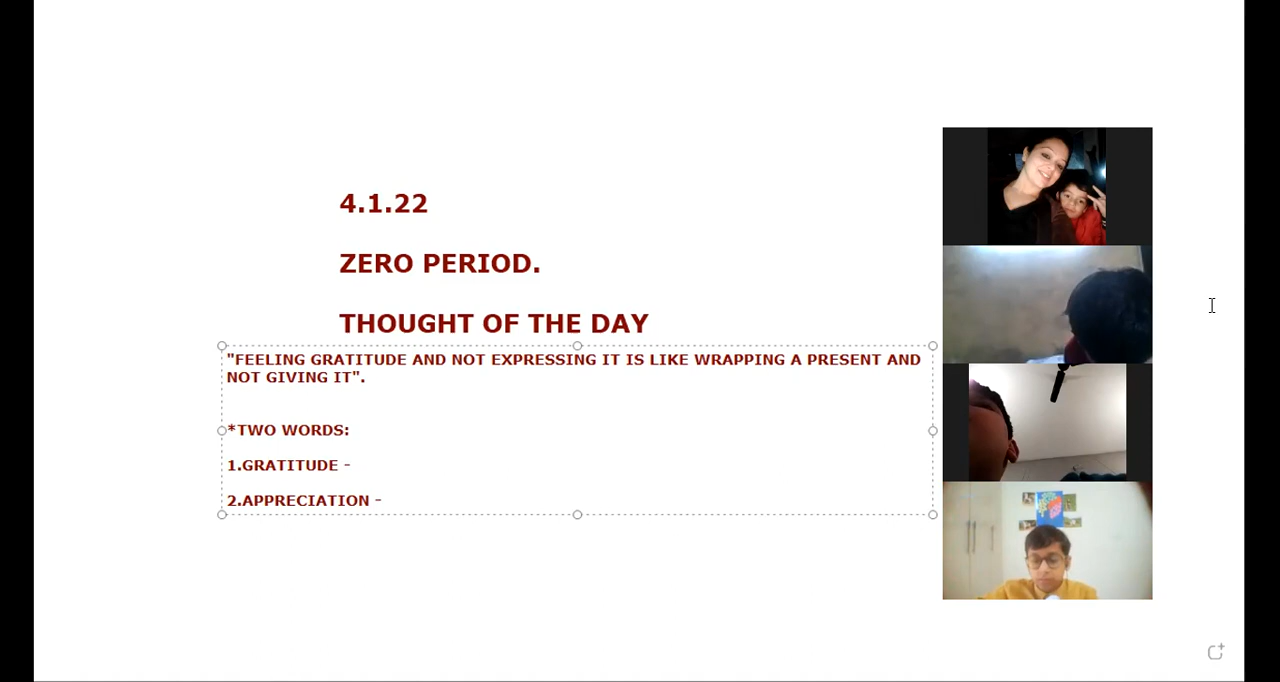 4.1.22
ZERO PERIOD.
THOUGHT OF THE DAY
"FEELING GRATITUDE AND NOT EXPRESSING IT IS LIKE WRAPPING A PRESENT AND
NOT GIVING IT".
*TWO WORDS:
1.GRATITUDE -
2.APPRECIATION -